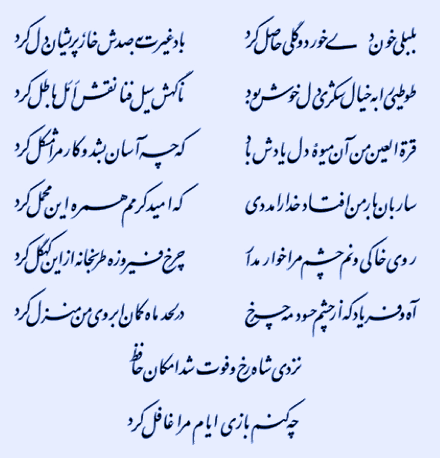 بلبلی خون دلی خورد و گلی حاصل کرد باد غیرت به صدش خار پریشان دل کرد
طوطیی را به خیال شکری دل خوش بود ناگهش سیل فنا نقش امل باطل کرد
قرة العین من آن میوهٔ دل یادش باد که چه آسان بشد و کار مرا مشکل کرد
ساربان بار من افتاد خدا را مددی که امید کرمم همره این محمل کرد
روی خاکی و نم چشم مرا خوار مدار چرخ فیروزه طربخانه از این کهگل کرد
آه و فریاد که از چشم حسود مه چرخ در لحد ماه کمان ابروی من منزل کرد
نزدی شاه رخ و فوت شد امکان حافظ
چه کنم بازی ایام مرا غافل کرد